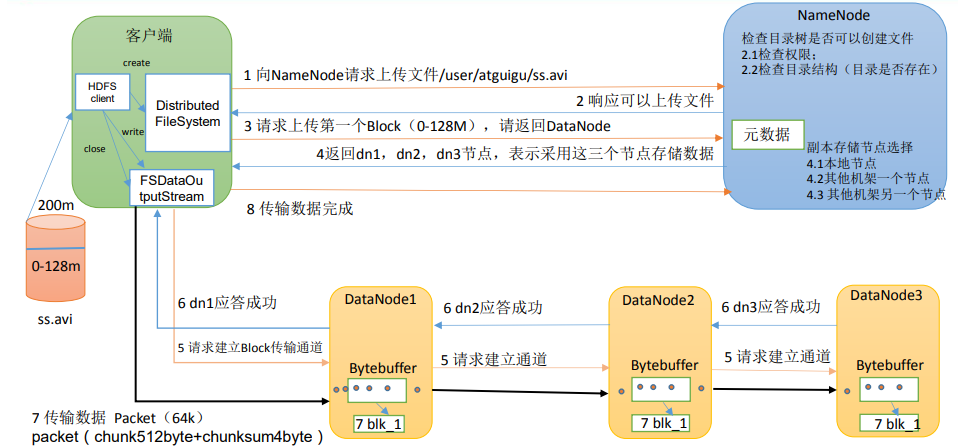 客户端
create
HDFS
client
Distributed
FileSystem
write
close
FSDataOu
tputStream
NameNode
检查目录树是否可以创建文件
2.1检查权限;
2.2检查目录结构（目录是否存在）
元数据
副本存储节点选择
4.1本地节点
4.2其他机架一个节点
4.3 其他机架另一个节点
1 向NameNode请求上传文件/user/atguigu/ss.avi
2 响应可以上传文件
3 请求上传第一个Block（0-128M），请返回DataNode
4返回dn1，dn2，dn3节点，表示采用这三个节点存储数据
8 传输数据完成
200m
0-128m
ss.avi
6 dn1应答成功
5 请求建立Block传输通道
DataNode1
Bytebuffer
7 blk_1
6 dn2应答成功
5 请求建立通道
DataNode2
Bytebuffer
7 blk_1
6 dn3应答成功
5 请求建立通道
DataNode3
Bytebuffer
7 blk_1
7 传输数据 Packet（64k）
packet（chunk512byte+chunksum4byte）